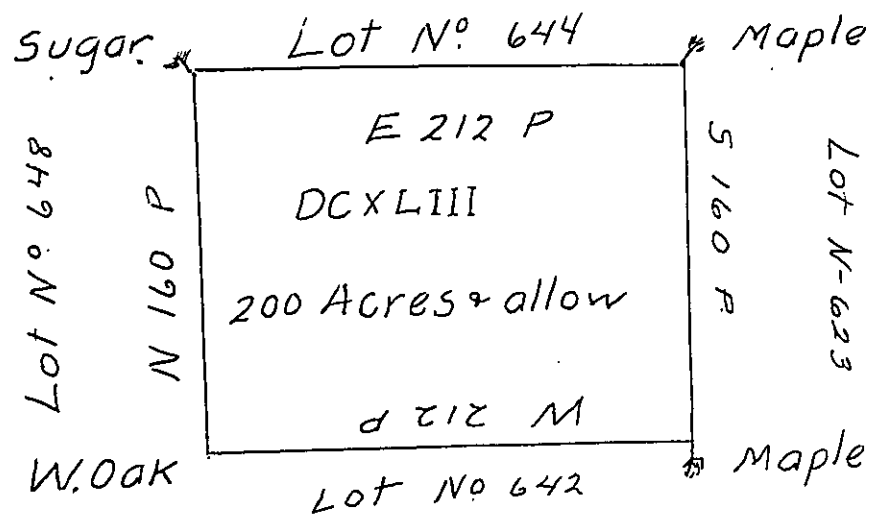 Sugar Lot Nº 644 Maple
E 212 P
DCXLIII
200 Acres & allow
Lot Nº 648
N 160 P
S 160 P
Lot N-623
W 212 P
W.Oak Lot Nº 642 Maple